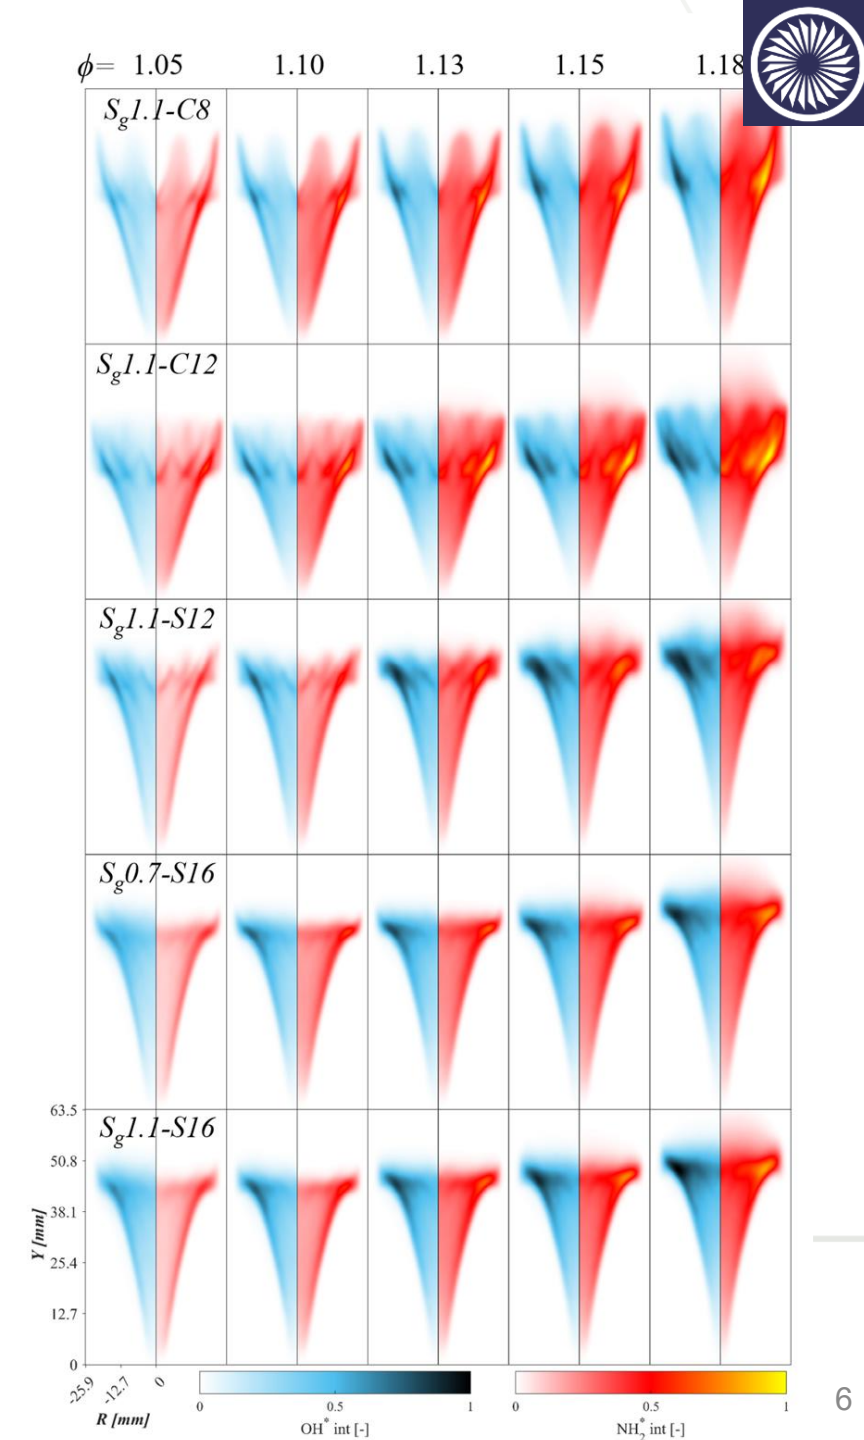 ϕ= 1.05 1.10 1.13 1.15 1.18
Sg1.1-C8
Sg1.1-C12
Sg1.1-S12
Sg0.7-S16
Sg1.1-S16
63.5
50.8
38.1
25.4
12.7
0
Y [mm]
-25.9 -12.7 0
R [mm]
0 0.5 1
OH* int [-]
0 0.5 1
NH2* int [-]
6